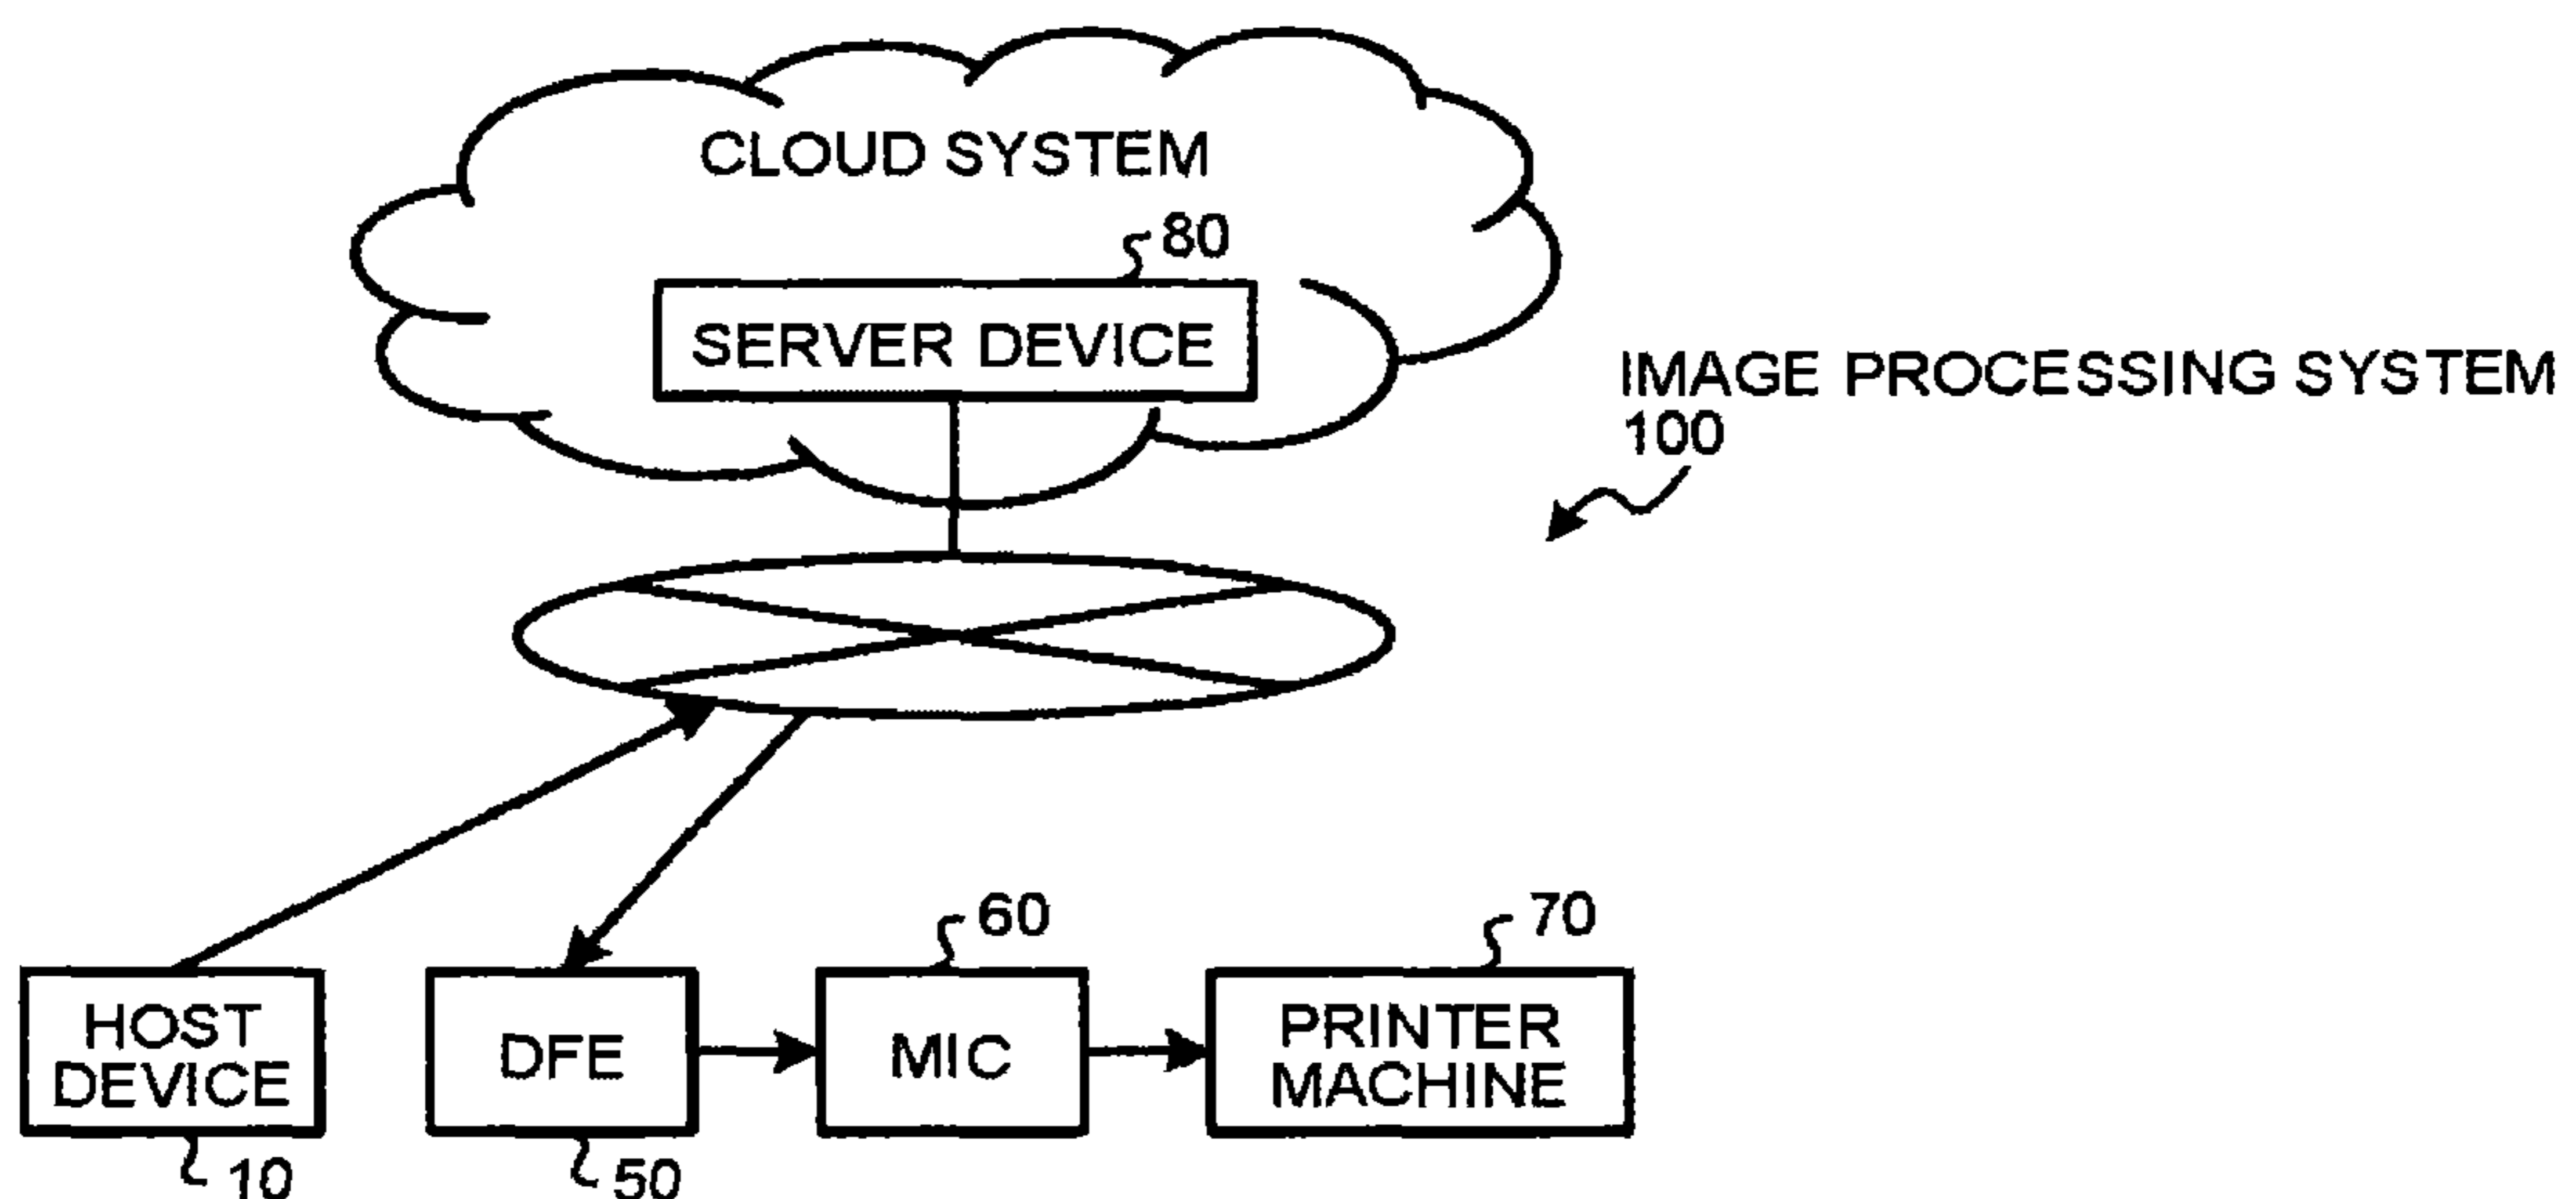 CLOUD SYSTEM
80
SERVER DEVICE
IMAGE PROCESSING SYSTEM
100
60
70
HOST
DEVICE
DFE
MIC
PRINTER
MACHINE
10
50